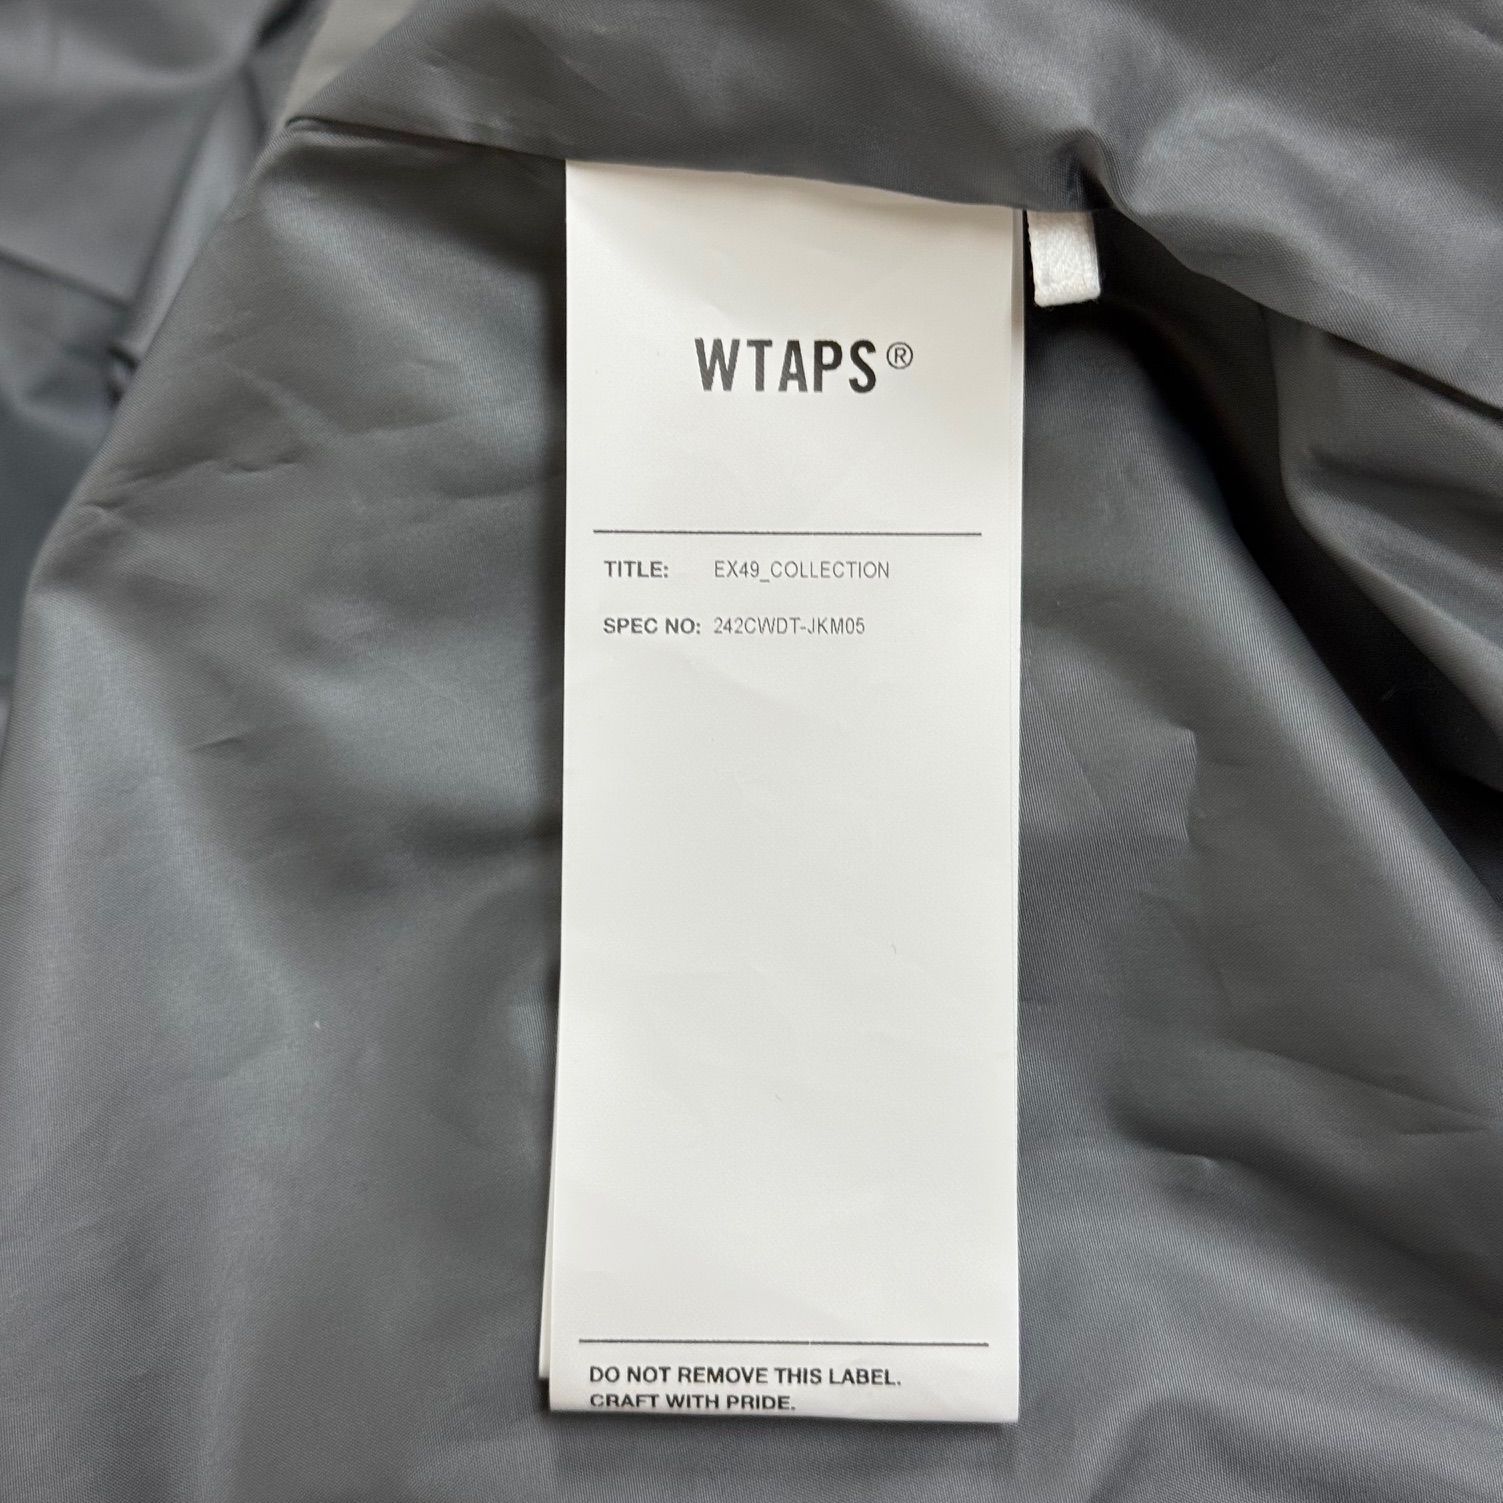 WTAPS®
TITLE: EX49_COLLECTION
SPEC NO: 242CWDT-JKM05
DO NOT REMOVE THIS LABEL.
CRAFT WITH PRIDE.